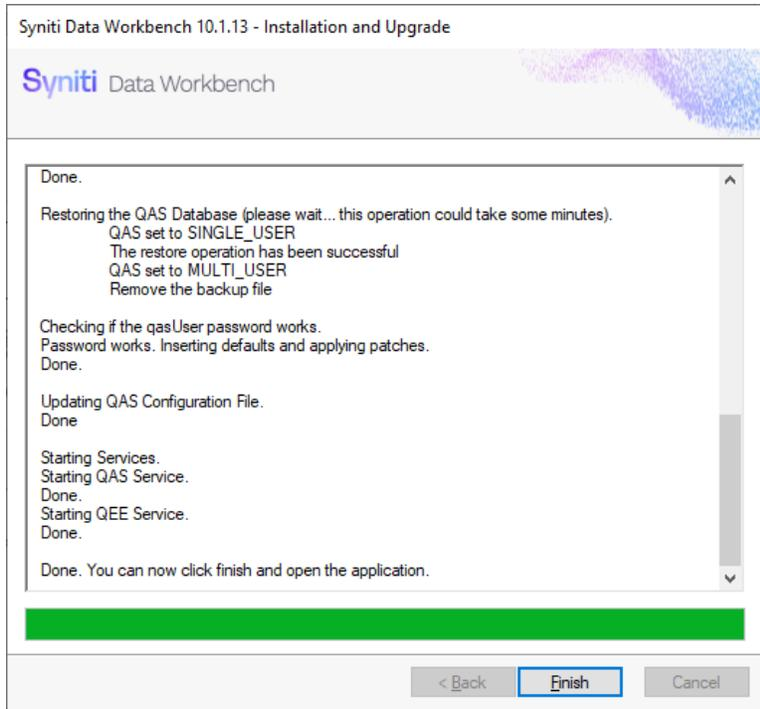 Syniti Data Workbench 10.1.13 - Installation and Upgrade
Syniti Data Workbench
Done.
Restoring the QAS Database (please wait... this operation could take some minutes).
QAS set to SINGLE_USER
The restore operation has been successful
QAS set to MULTI_USER
Remove the backup file
Checking if the qasUser password works.
Password works. Inserting defaults and applying patches.
Done.
Updating QAS Configuration File.
Done
Starting Services.
Starting QAS Service.
Done.
Starting QEE Service.
Done.
Done. You can now click finish and open the application.
< Back
Finish
Cancel